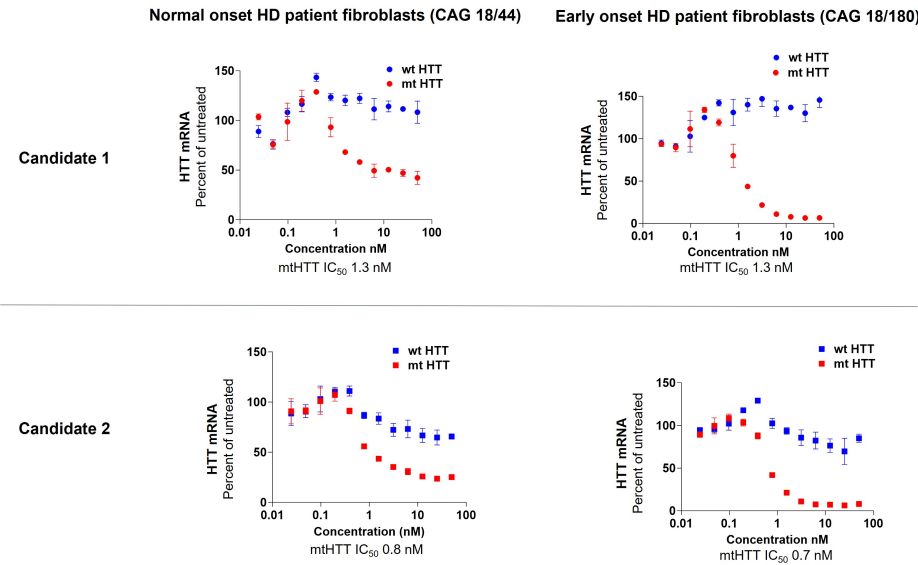 Normal onset HD patient fibroblasts (CAG 18/44)
Early onset HD patient fibroblasts (CAG 18/180)
Candidate 1
HTT mRNA
Percent of untreated
150
100
50
0
0.01
0.1
1
10
100
Concentration nM
mtHTT IC₅₀ 1.3 nM
wt HTT
mt HTT
HTT mRNA
Percent of untreated
150
100
50
0
0.01
0.1
1
10
100
Concentration nM
mtHTT IC₅₀ 1.3 nM
wt HTT
mt HTT
Candidate 2
HTT mRNA
Percent of untreated
150
100
50
0
0.01
0.1
1
10
100
Concentration (nM)
mtHTT IC₅₀ 0.8 nM
wt HTT
mt HTT
HTT mRNA
Percent of untreated
150
100
50
0
0.01
0.1
1
10
100
Concentration nM
mtHTT IC₅₀ 0.7 nM
wt HTT
mt HTT